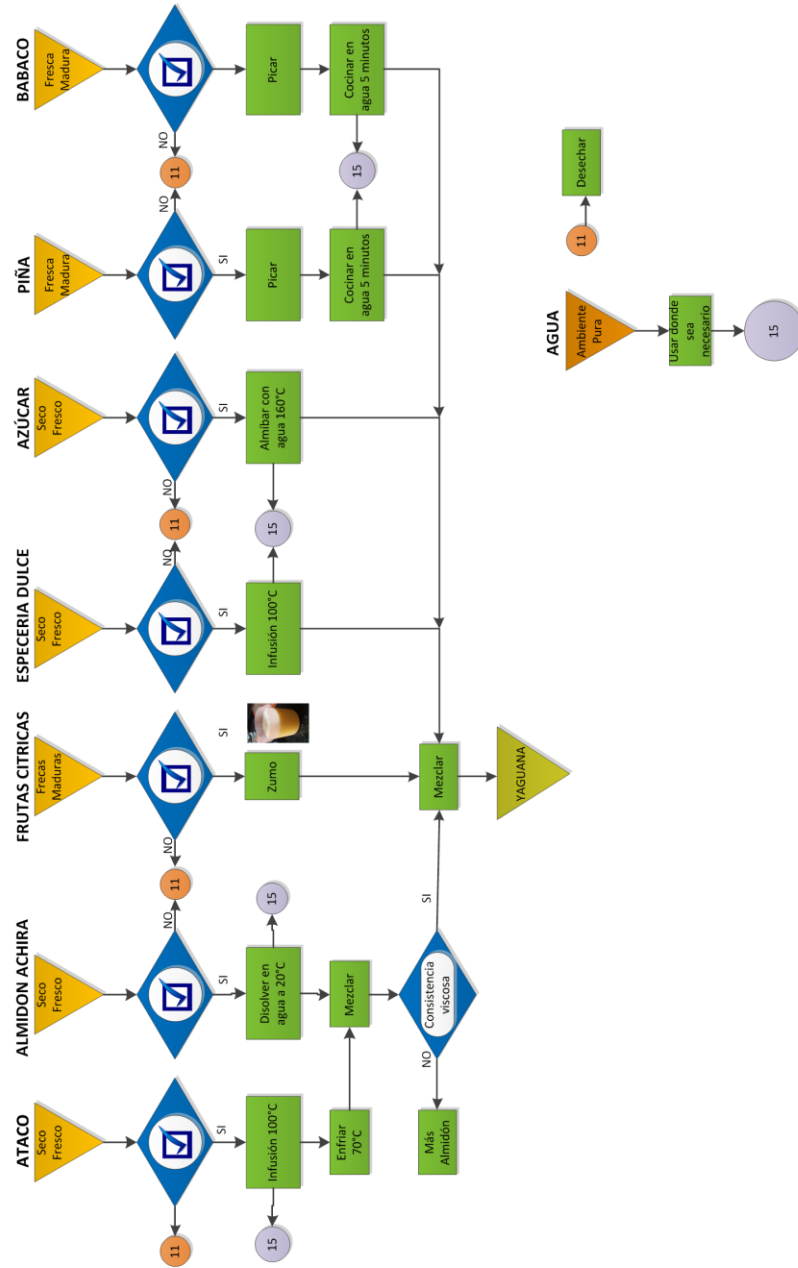 ATACO
Seco
Fresco
11
SI
Infusión 100°C
15
Enfriar
70°C
ALMIDON ACHIRA
Seco
Fresco
NO
11
SI
Disolver en
agua a 20°C
15
Mezclar
Consistencia
viscosa
NO
Más
Almidón
SI
FRUTAS CITRICAS
Frecas
Maduras
NO
SI
Zumo
Mezclar
YAGUANA
ESPECERIA DULCE
Seco
Fresco
NO
11
SI
Infusión 100°C
15
AZÚCAR
Seco
Fresco
NO
SI
Almíbar con
agua 160°C
PIÑA
Fresca
Madura
NO
11
SI
Picar
Cocinar en
agua 5 minutos
15
BABACO
Fresca
Madura
NO
Picar
Cocinar en
agua 5 minutos
AGUA
Ambiente
Pura
Usar donde
sea
necesario
15
11
Desechar